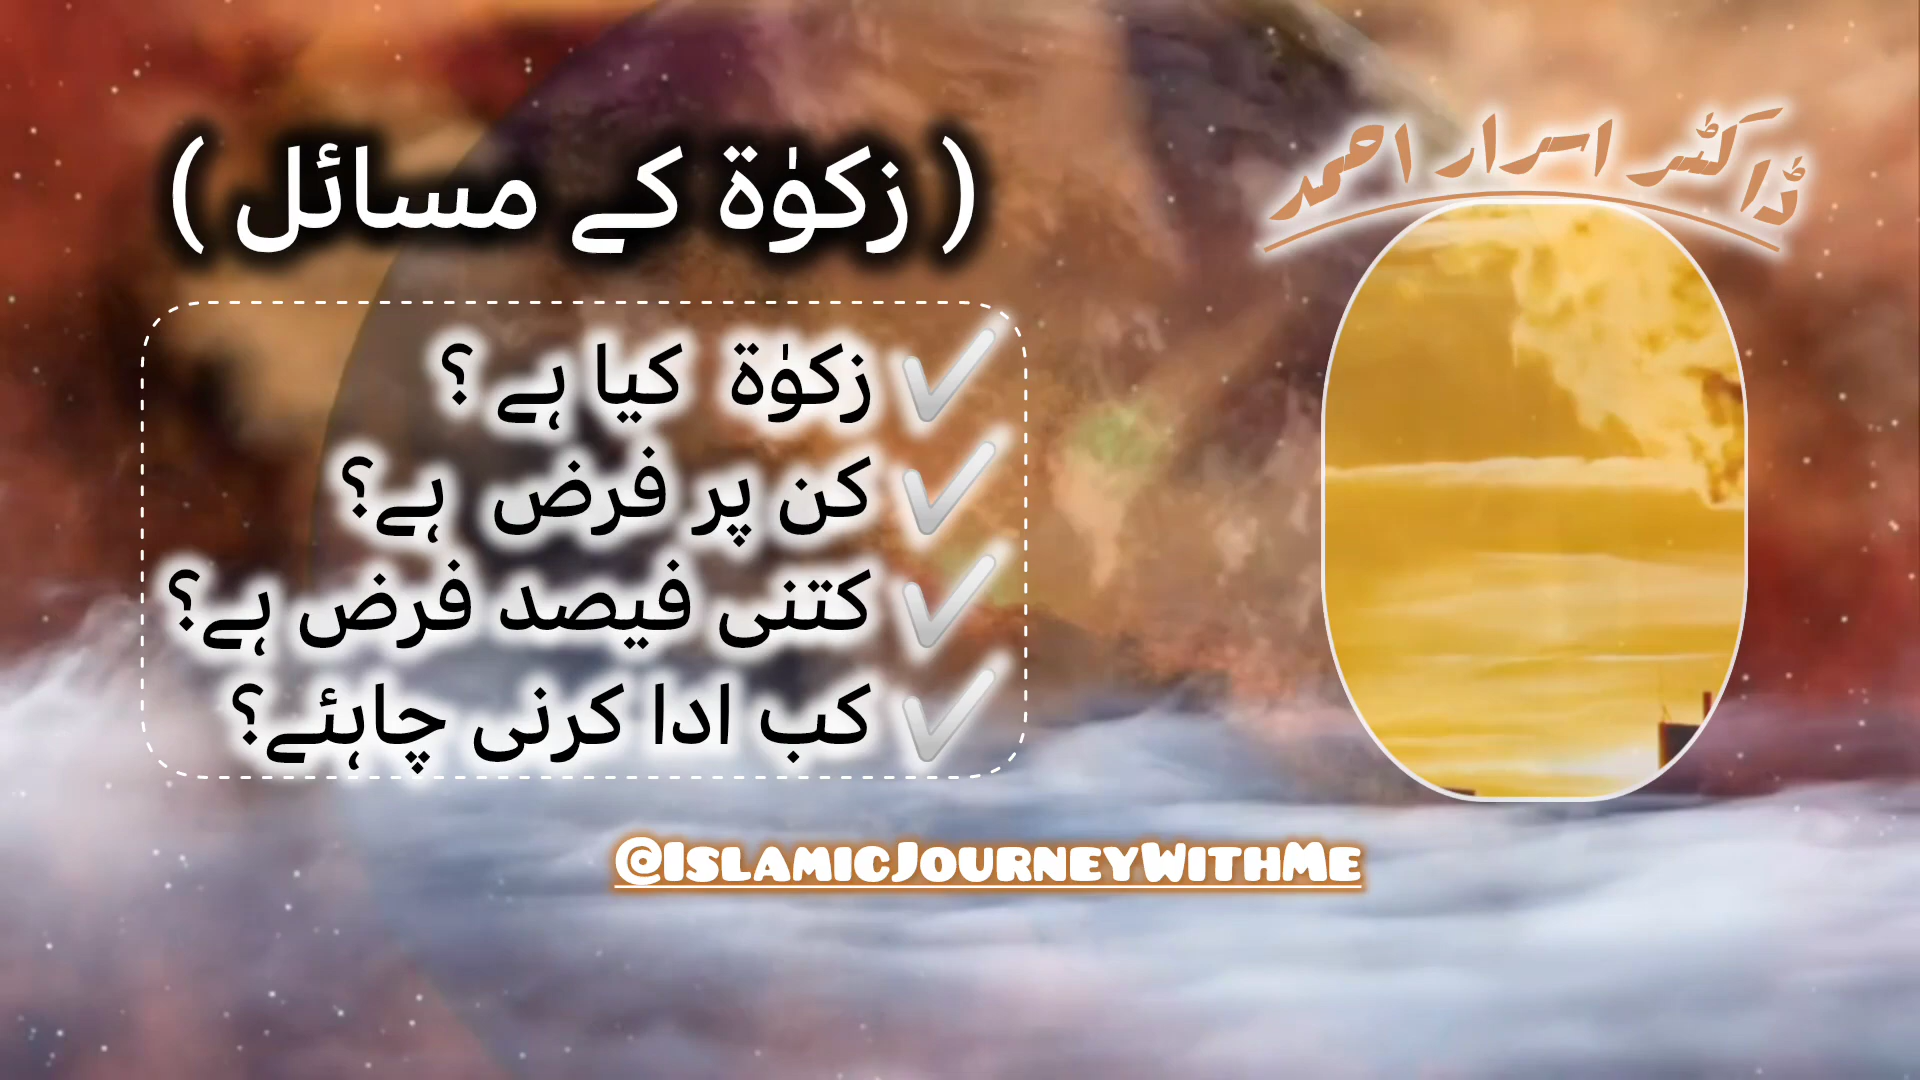 ڈاکٹر اسرار احمد
( زکوٰۃ کے مسائل )
✔ زکوٰۃ کیا ہے ؟
✔ کن پر فرض ہے؟
✔ کتنی فیصد فرض ہے؟
✔ کب ادا کرنی چاہئے؟
@IslamicJourneyWithMe